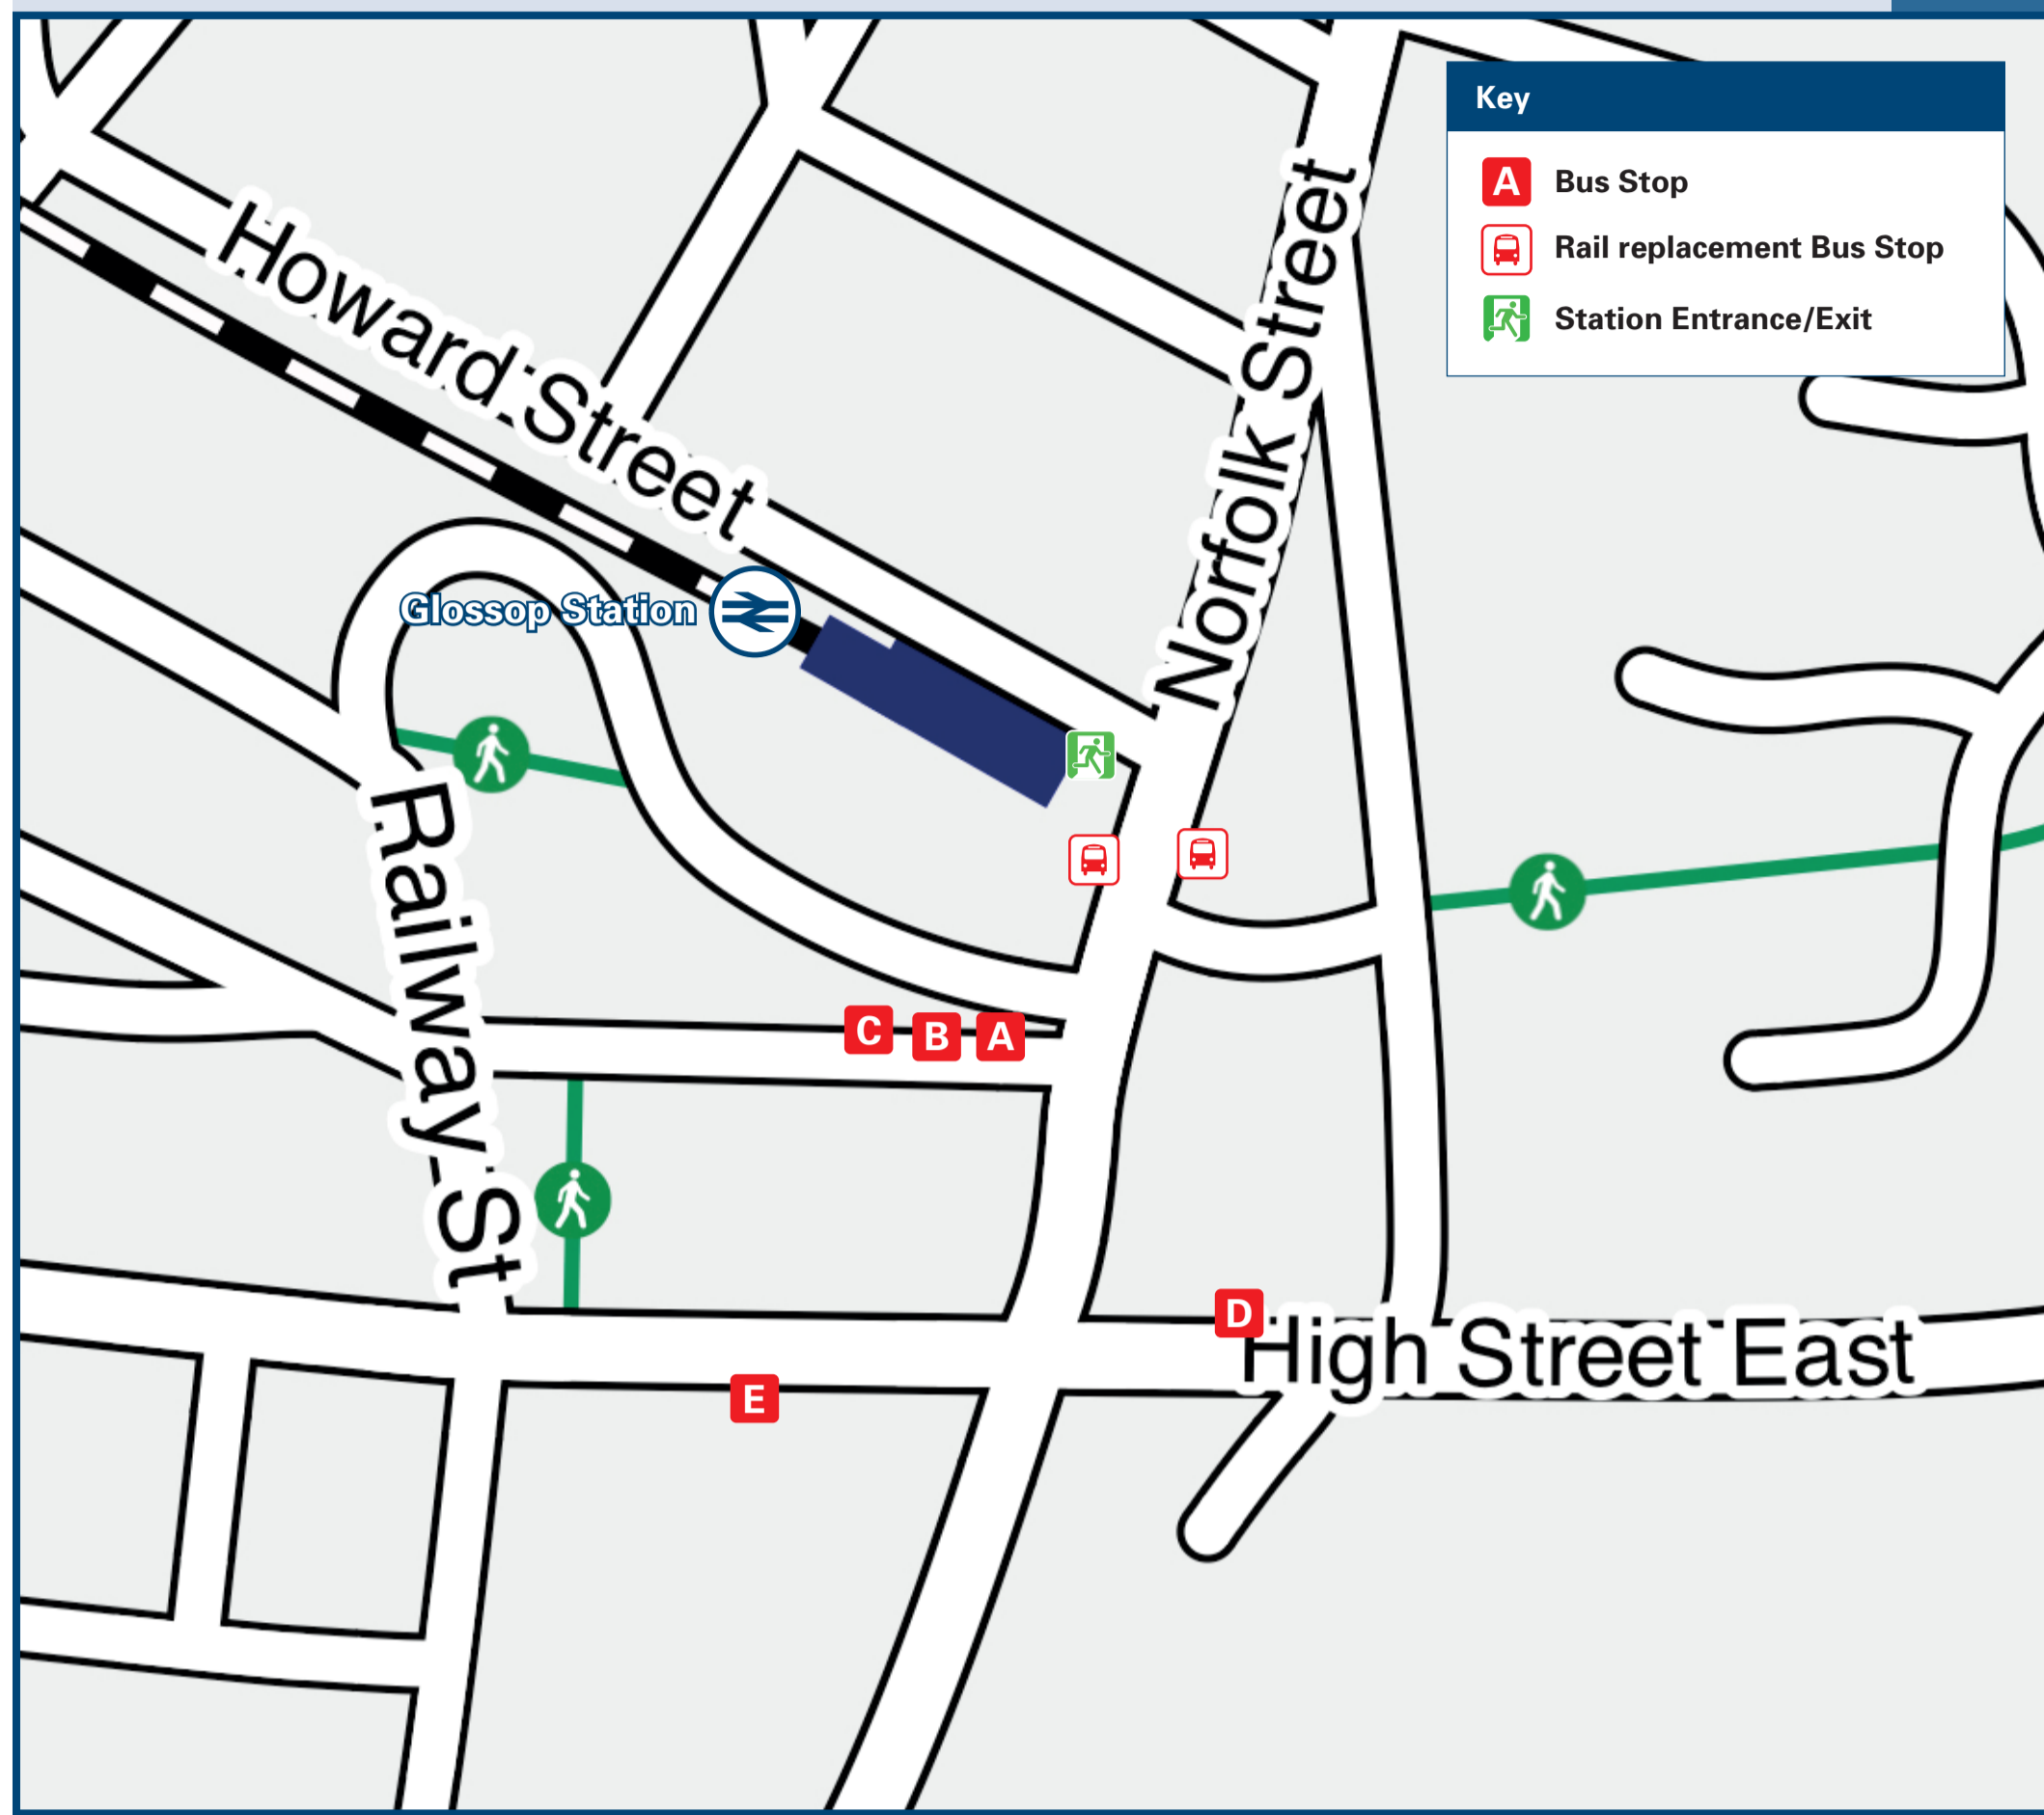 Key
A Bus Stop
Rail replacement Bus Stop
Station Entrance/Exit
Howard Street
Norfolk Street
Glossop Station
Railway St
C B A
D
High Street East
E